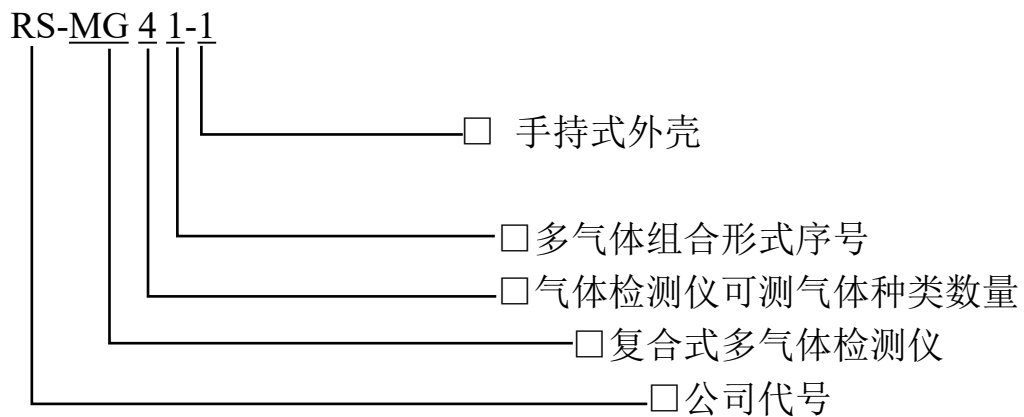 RS-MG 4 1-1
□ 手持式外壳
□多气体组合形式序号
□气体检测仪可测气体种类数量
□复合式多气体检测仪
□公司代号